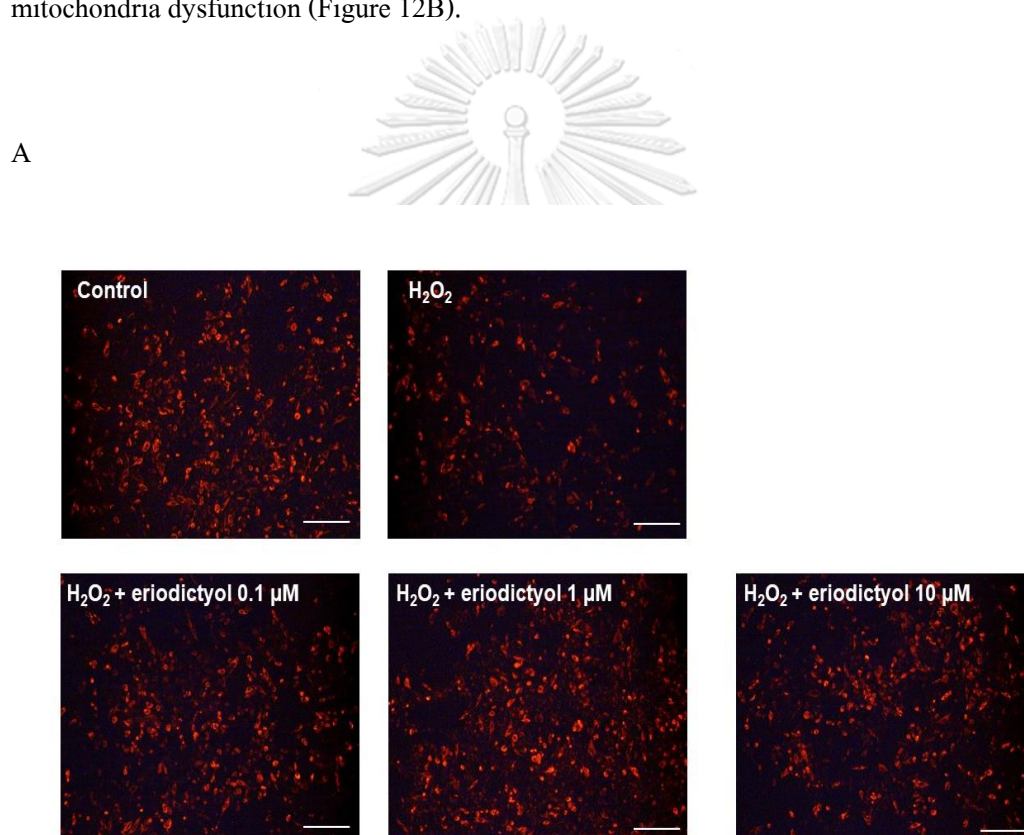 mitochondria dysfunction (Figure 12B).
A
Control
H₂O₂
H₂O₂ + eriodictyol 0.1 µM
H₂O₂ + eriodictyol 1 µM
H₂O₂ + eriodictyol 10 µM